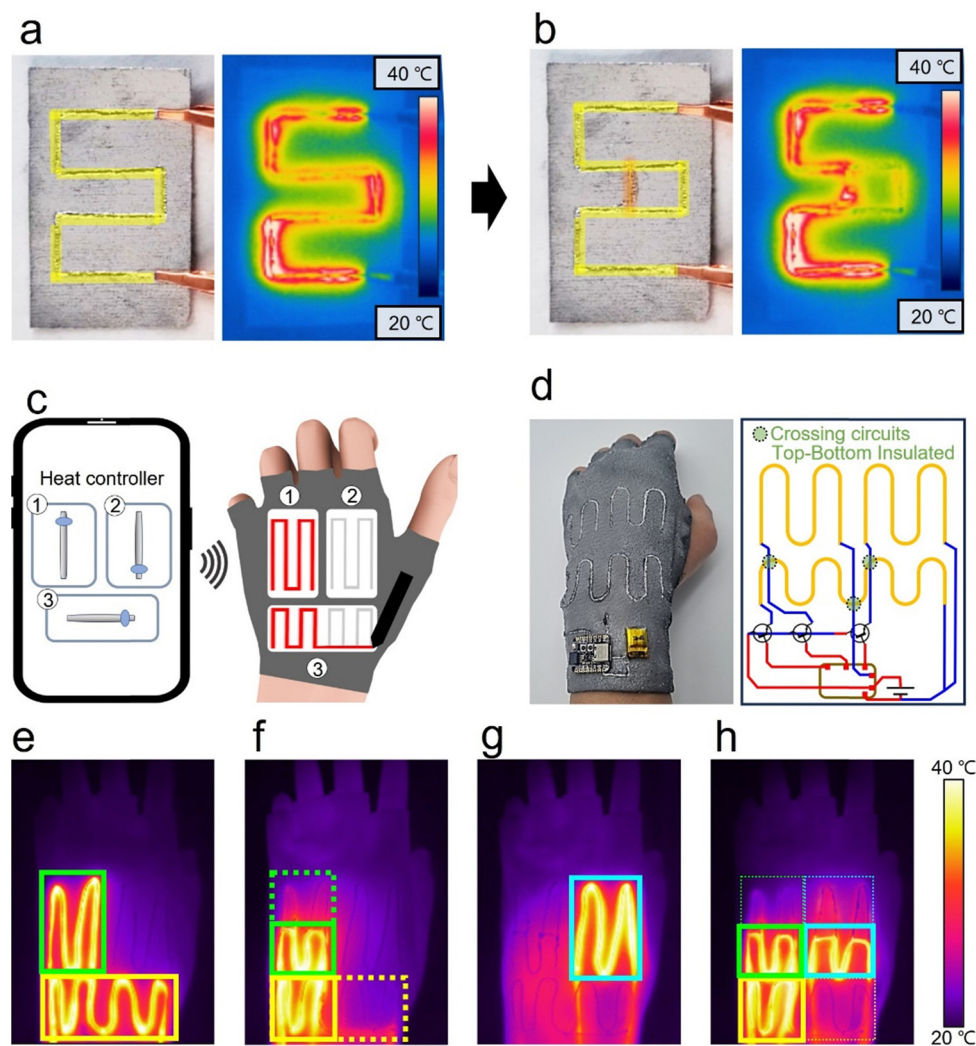 a
b
40 ℃
40 ℃
20 ℃
20 ℃
c
d
Heat controller
1
2
3
1
2
3
Crossing circuits
Top-Bottom Insulated
e
f
g
h
40 ℃
20 ℃